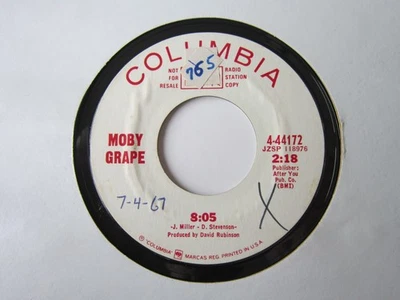 COLUMBIA
NOT
FOR
RESALE
765
RADIO
STATION
COPY
MOBY
GRAPE
4-44172
JZSP 118976
2:18
Publisher:
After You
Pub. Co.
(BMI)
7-4-67
X
8:05
-J. Miller - D. Stevenson-
Produced by David Rubinson
® "COLUMBIA" MARCAS REG. PRINTED IN U.S.A.